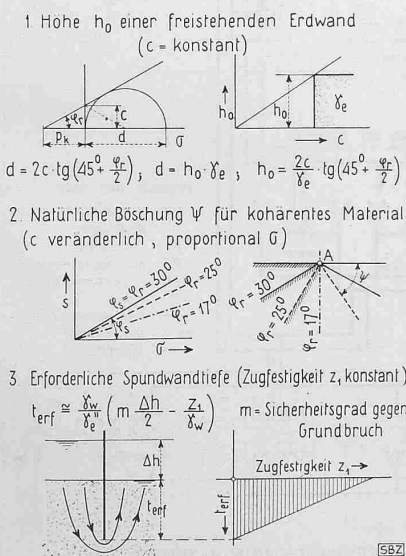 1. Höhe h₀ einer freistehenden Erdwand
(c = konstant)
φr
c
pk
d
σ
h₀
h₀
γe
c
d = 2c·tg(45° + φr/2) ; d = h₀·γe ; h₀ = 2c/γe ·tg(45° + φr/2)
2. Natürliche Böschung Ψ für kohärentes Material
(c veränderlich, proportional σ)
s
φs = φr = 30°
φr = 25°
φr = 17°
φs
σ
A
Ψ
φr = 30°
φr = 25°
φr = 17°
3. Erforderliche Spundwandtiefe (Zugfestigkeit z₁, konstant)
terf ≅ γw/γe" (m Δh/2 - z₁/γw)
m = Sicherheitsgrad gegen
Grundbruch
Δh
terf
Zugfestigkeit z₁
terf
SBZ